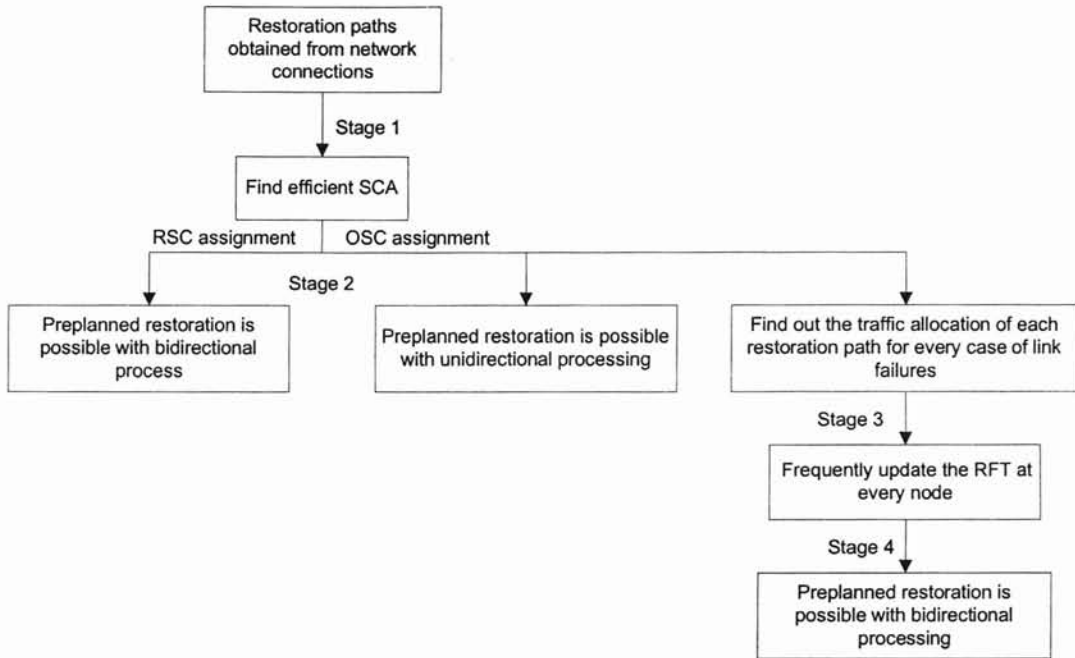 Restoration paths
obtained from network
connections
Stage 1
Find efficient SCA
RSC assignment
OSC assignment
Stage 2
Preplanned restoration is
possible with bidirectional
process
Preplanned restoration is possible
with unidirectional processing
Find out the traffic allocation of each
restoration path for every case of link
failures
Stage 3
Frequently update the RFT at
every node
Stage 4
Preplanned restoration is
possible with bidirectional
processing